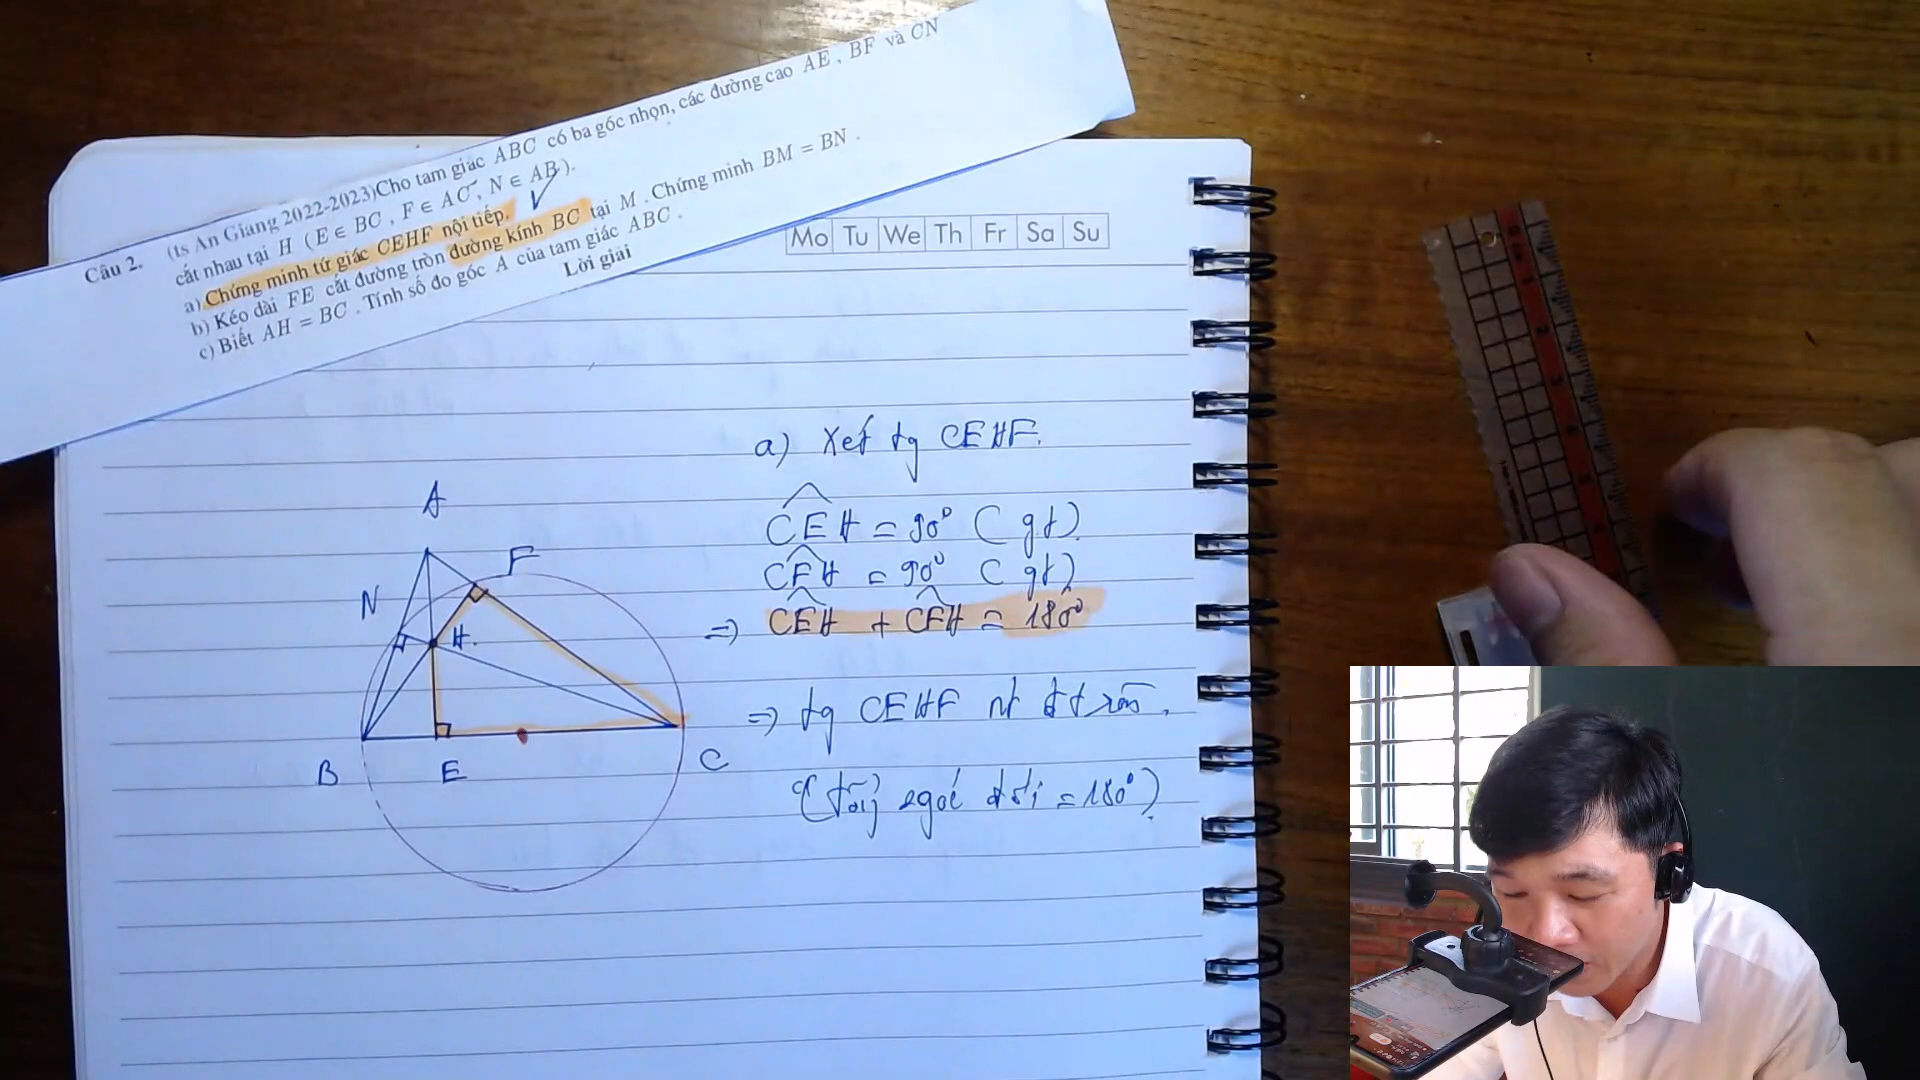 Câu 2. (ts An Giang 2022-2023)Cho tam giác ABC có ba góc nhọn, các đường cao AE , BF và CN
cắt nhau tại H ( E ∈ BC , F ∈ AC , N ∈ AB ).
a) Chứng minh tứ giác CEHF nội tiếp.
b) Kéo dài FE cắt đường tròn đường kính BC tại M . Chứng minh BM = BN .
c) Biết AH = BC . Tính số đo góc A của tam giác ABC .
Lời giải
Mo Tu We Th Fr Sa Su
a) Xét tg CEHF.
CEH = 90° ( gt)
CFH = 90° ( gt)
=> CEH + CFH = 180°
=> tg CEHF nt đ tròn.
(tổng 2góc đối =180°)
A
F
N
H.
B
E
C